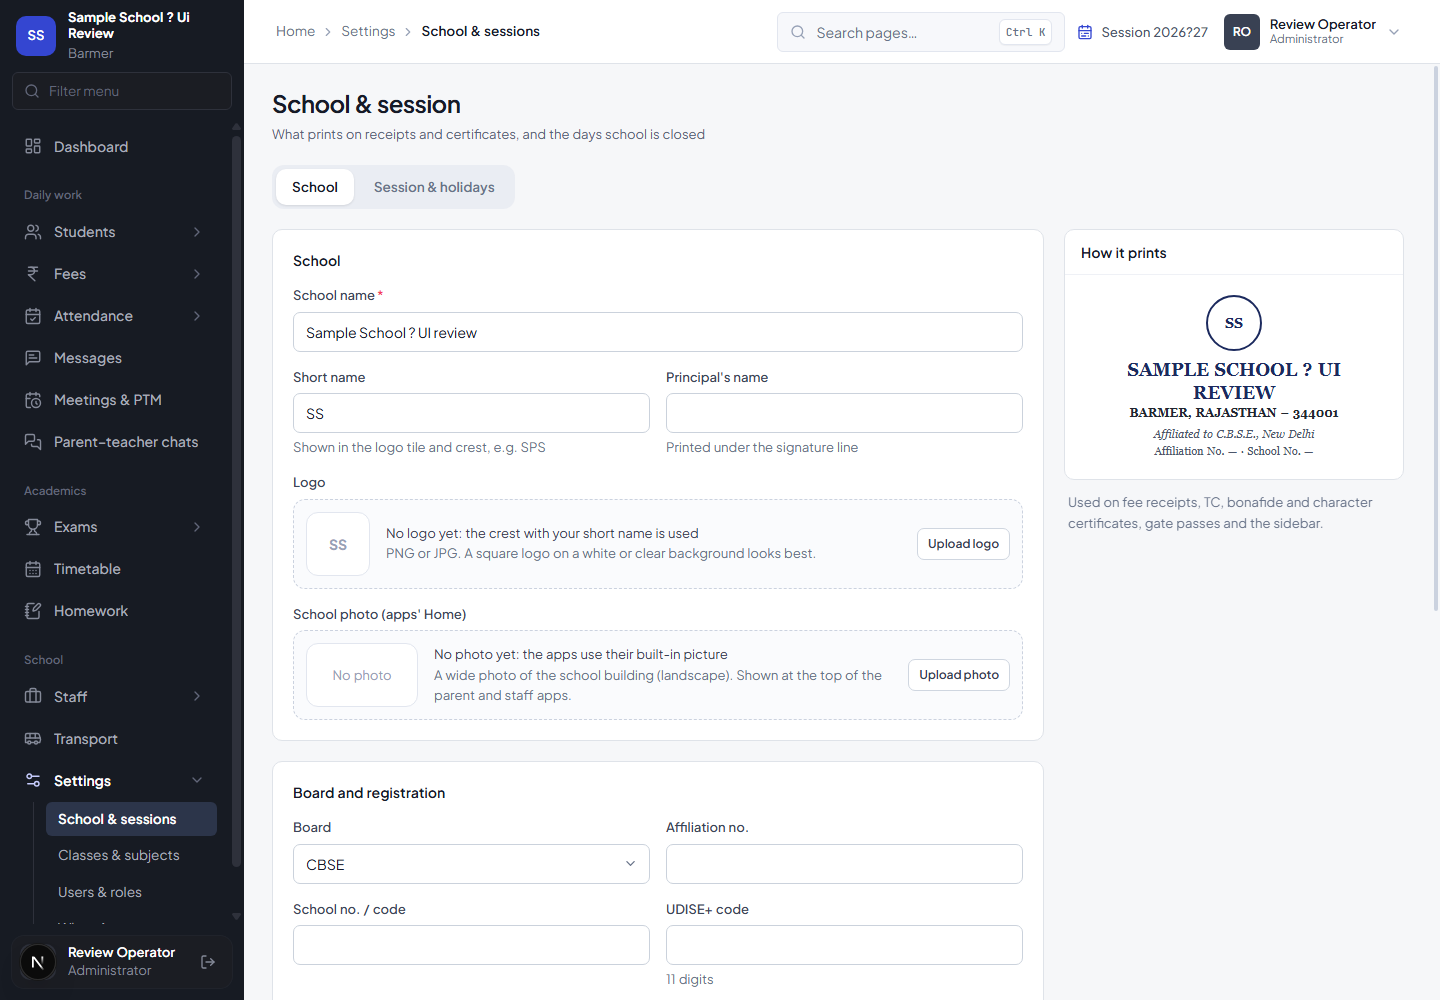 SS
Sample School ? Ui
Review
Barmer
Filter menu
Dashboard
Daily work
Students
Fees
Attendance
Messages
Meetings & PTM
Parent-teacher chats
Academics
Exams
Timetable
Homework
School
Staff
Transport
Settings
School & sessions
Classes & subjects
Users & roles
N
Review Operator
Administrator
Home > Settings > School & sessions
Search pages...
Ctrl K
Session 2026?27
RO
Review Operator
Administrator
School & session
What prints on receipts and certificates, and the days school is closed
School
Session & holidays
School
School name *
Sample School ? UI review
Short name
Principal's name
SS
Shown in the logo tile and crest, e.g. SPS
Printed under the signature line
Logo
SS
No logo yet: the crest with your short name is used
PNG or JPG. A square logo on a white or clear background looks best.
Upload logo
School photo (apps' Home)
No photo
No photo yet: the apps use their built-in picture
A wide photo of the school building (landscape). Shown at the top of the
parent and staff apps.
Upload photo
Board and registration
Board
Affiliation no.
CBSE
School no. / code
UDISE+ code
11 digits
How it prints
SS
SAMPLE SCHOOL ? UI
REVIEW
BARMER, RAJASTHAN – 344001
Affiliated to C.B.S.E., New Delhi
Affiliation No. — · School No. —
Used on fee receipts, TC, bonafide and character
certificates, gate passes and the sidebar.